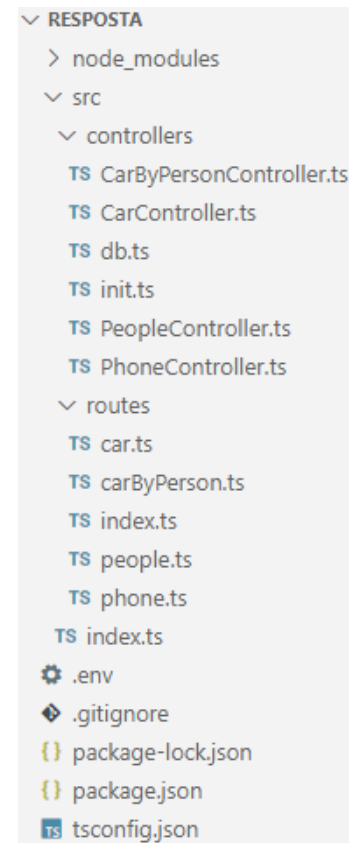 RESPOSTA
node_modules
src
controllers
TS CarByPersonController.ts
TS CarController.ts
TS db.ts
TS init.ts
TS PeopleController.ts
TS PhoneController.ts
routes
TS car.ts
TS carByPerson.ts
TS index.ts
TS people.ts
TS phone.ts
TS index.ts
.env
.gitignore
{} package-lock.json
{} package.json
TS tsconfig.json